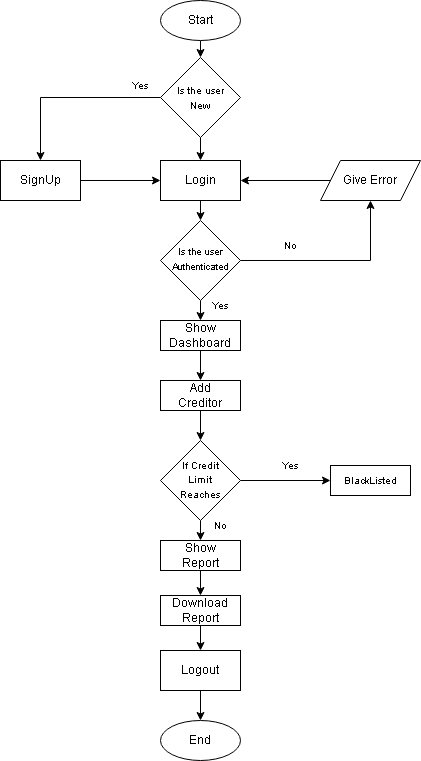 Start
Yes
Is the user
New
SignUp
Login
Give Error
Is the user
Authenticated
No
Yes
Show
Dashboard
Add
Creditor
If Credit
Limit
Reaches
Yes
BlackListed
No
Show
Report
Download
Report
Logout
End